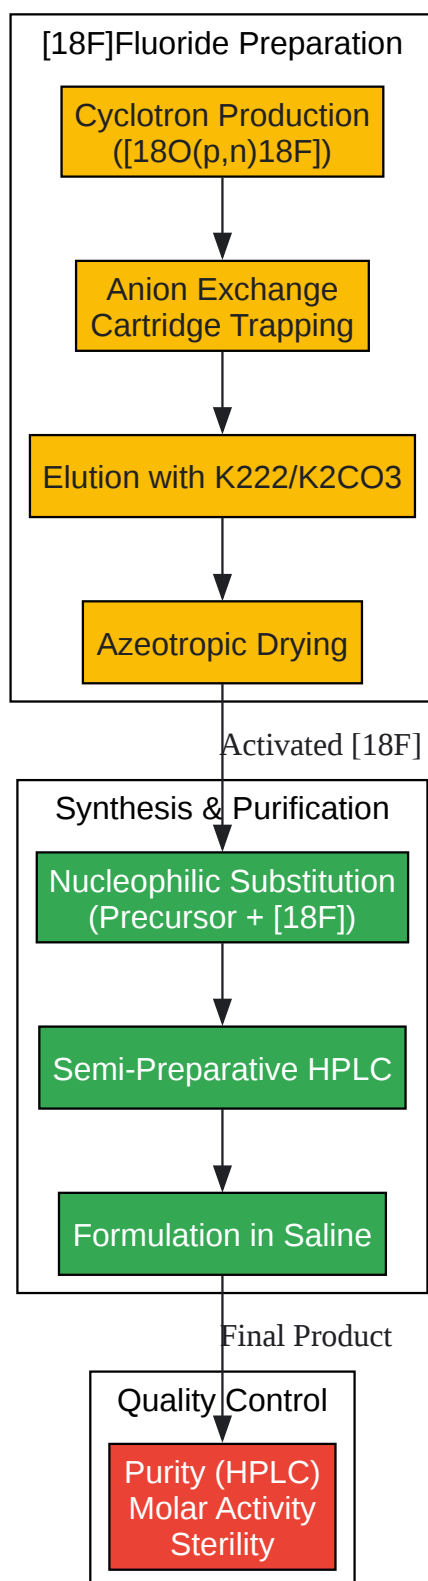 [18F]Fluoride Preparation
Cyclotron Production
([18O(p,n)18F])
Anion Exchange
Cartridge Trapping
Elution with K222/K2CO3
Azeotropic Drying
Activated [18F]
Synthesis & Purification
Nucleophilic Substitution
(Precursor + [18F])
Semi-Preparative HPLC
Formulation in Saline
Final Product
Quality Control
Purity (HPLC)
Molar Activity
Sterility